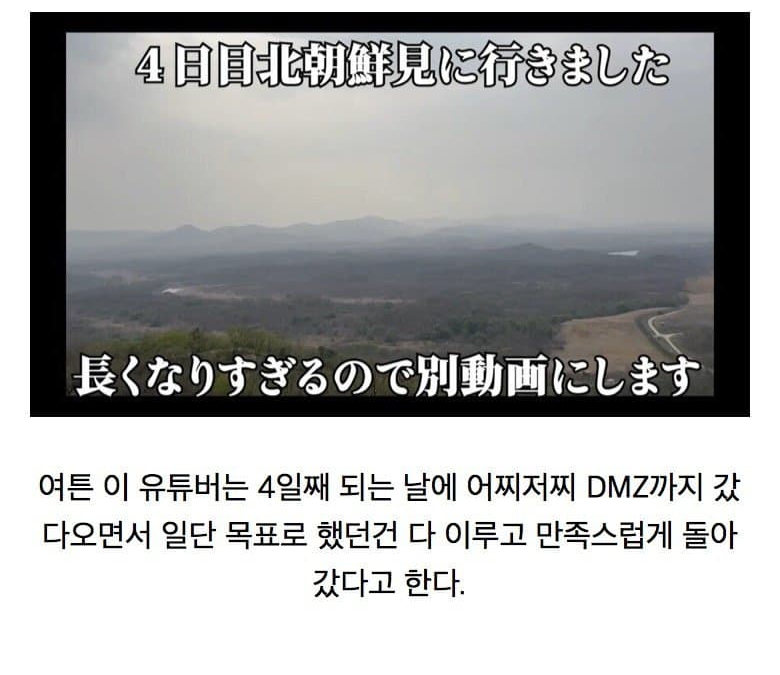 4日目北朝鮮見に行きました
長くなりすぎるので別動画にします
여튼 이 유튜버는 4일째 되는 날에 어찌저찌 DMZ까지 갔
다오면서 일단 목표로 했던건 다 이루고 만족스럽게 돌아
갔다고 한다.